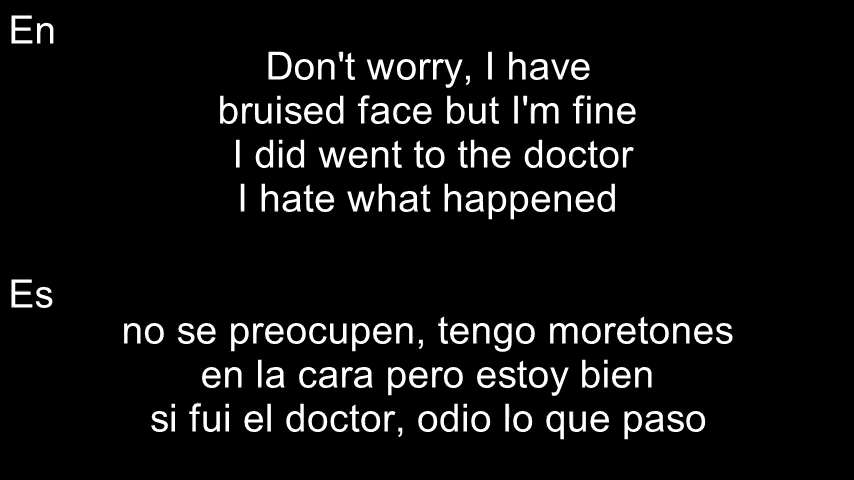 En
Don't worry, I have
bruised face but I'm fine
I did went to the doctor
I hate what happened
Es
no se preocupen, tengo moretones
en la cara pero estoy bien
si fui el doctor, odio lo que paso